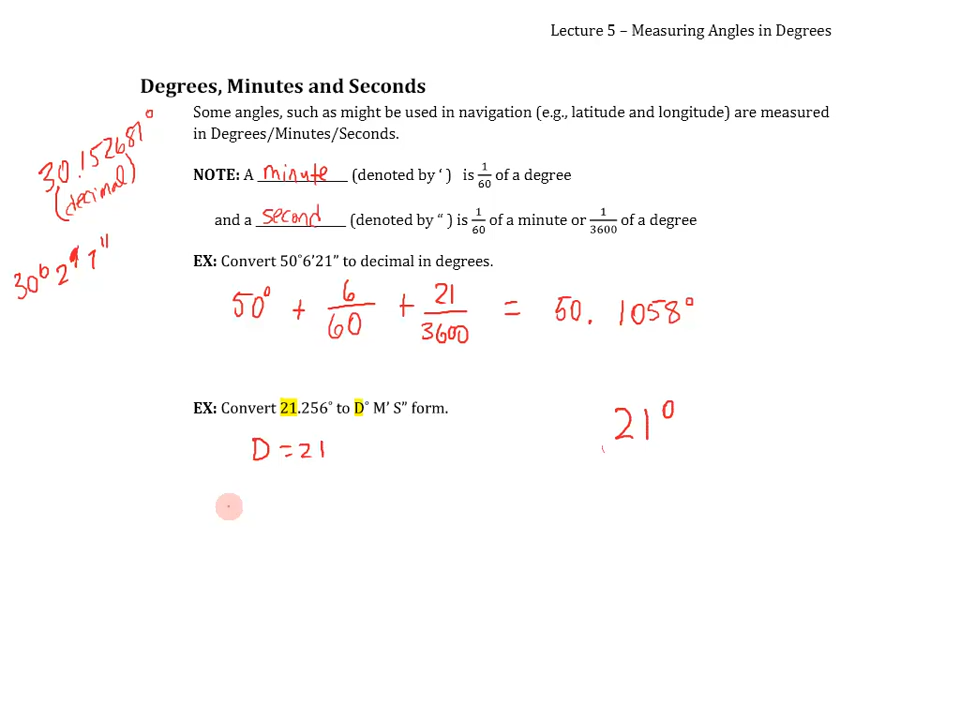 Lecture 5 – Measuring Angles in Degrees
Degrees, Minutes and Seconds
Some angles, such as might be used in navigation (e.g., latitude and longitude) are measured
in Degrees/Minutes/Seconds.
30.152687°
(decimal)
NOTE: A minute (denoted by ‘ ) is 1/60 of a degree
and a second (denoted by “ ) is 1/60 of a minute or 1/3600 of a degree
30° 2' 7"
EX: Convert 50°6’21” to decimal in degrees.
50° + 6/60 + 21/3600 = 50.1058°
EX: Convert 21.256° to D° M’ S” form.
21°
D = 21